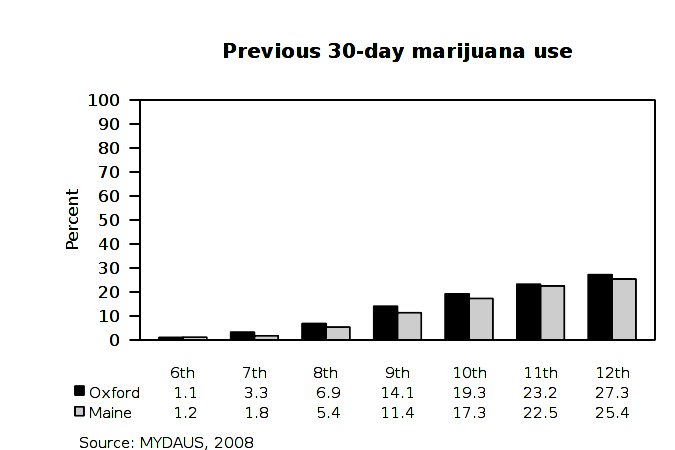 Previous 30-day marijuana use
100
90
80
70
60
50
40
30
20
10
0
Percent
6th 7th 8th 9th 10th 11th 12th
Oxford 1.1 3.3 6.9 14.1 19.3 23.2 27.3
Maine 1.2 1.8 5.4 11.4 17.3 22.5 25.4
Source: MYDAUS, 2008